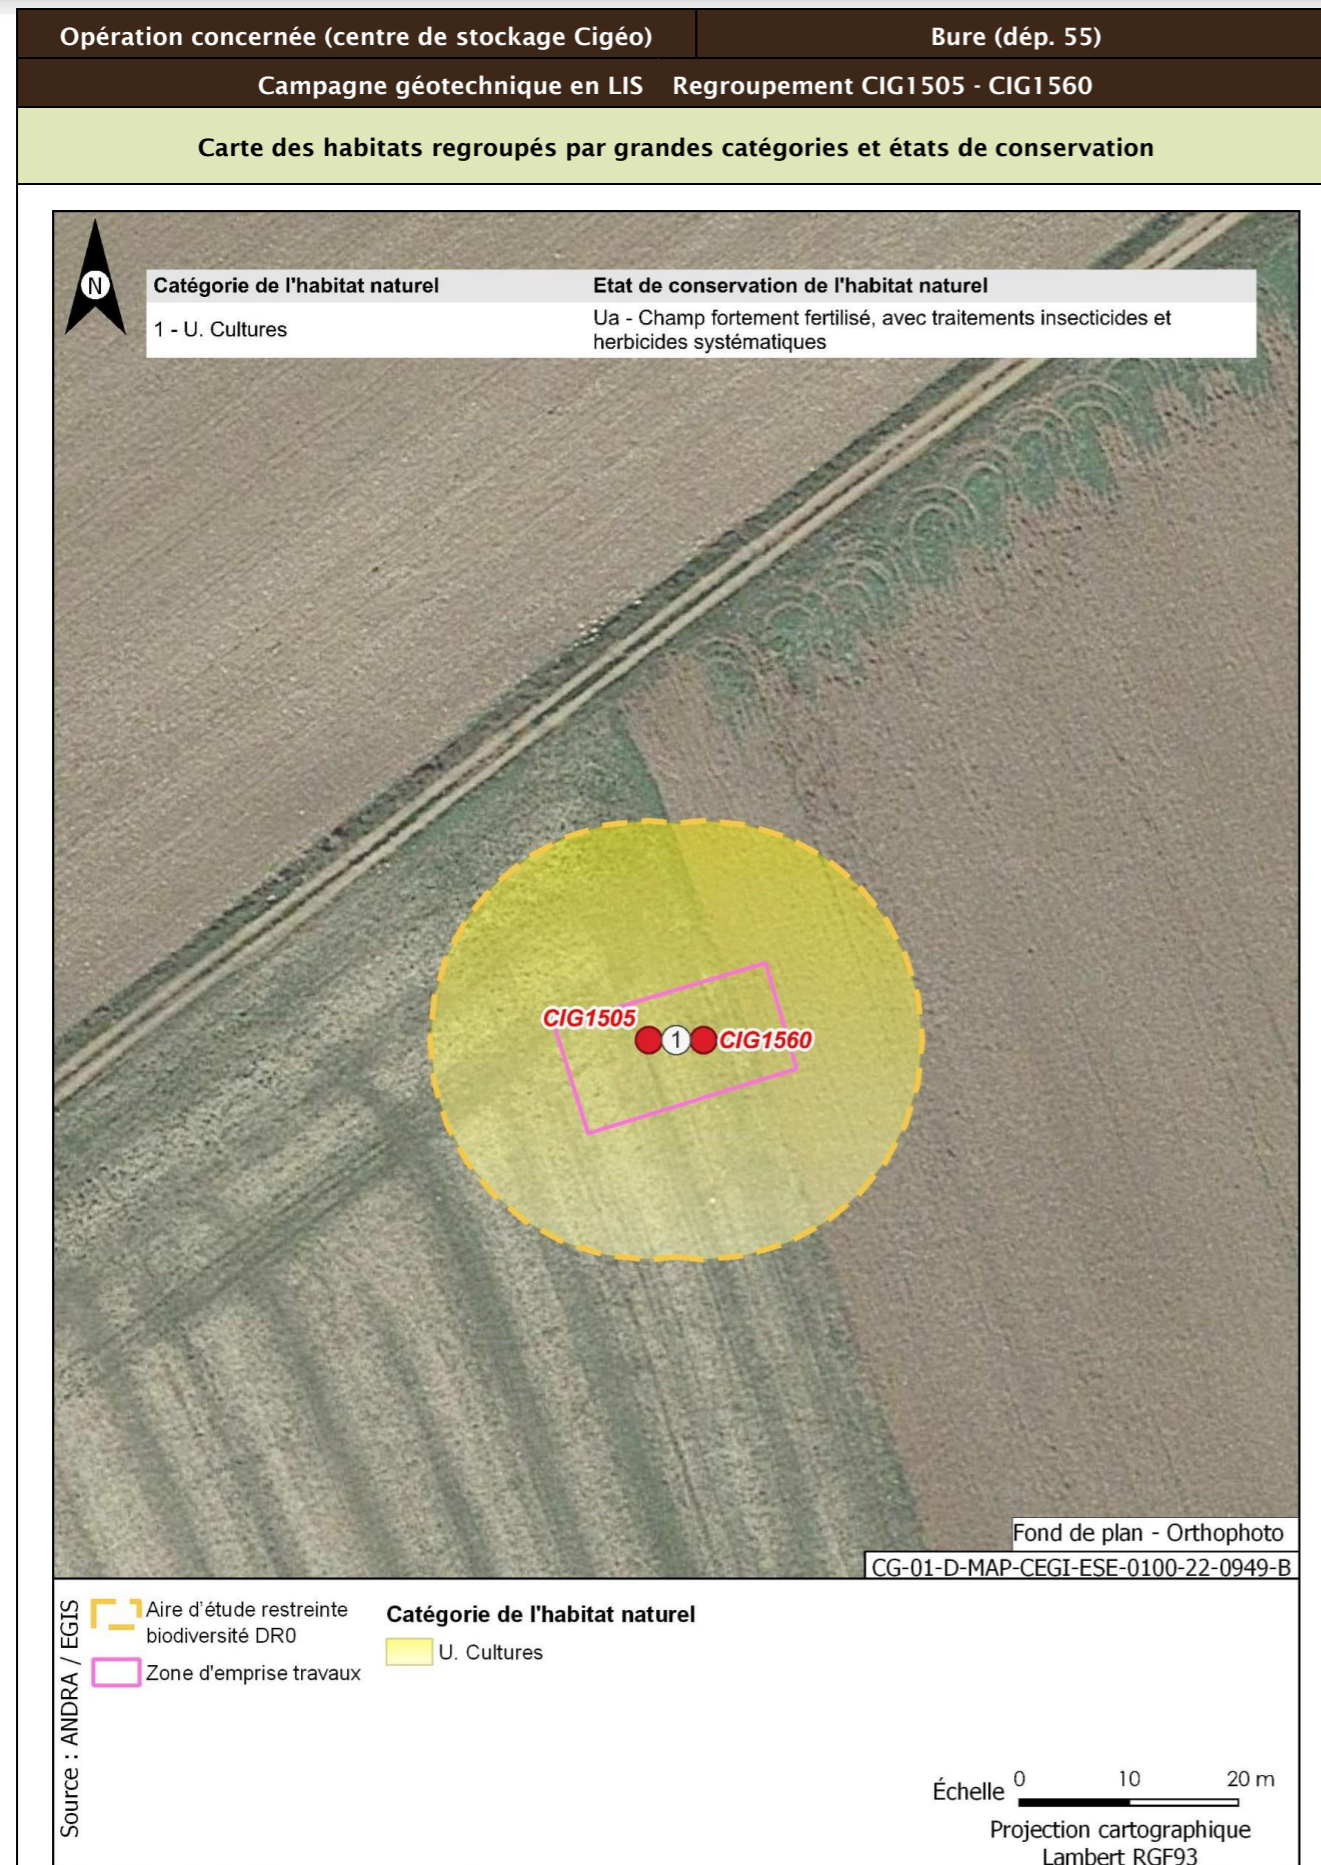 Opération concernée (centre de stockage Cigéo)
Bure (dép. 55)
Campagne géotechnique en LIS Regroupement CIG1505 - CIG1560
Carte des habitats regroupés par grandes catégories et états de conservation
N
Catégorie de l'habitat naturel
Etat de conservation de l'habitat naturel
1 - U. Cultures
Ua - Champ fortement fertilisé, avec traitements insecticides et
herbicides systématiques
CIG1505
1
CIG1560
Fond de plan - Orthophoto
CG-01-D-MAP-CEGI-ESE-0100-22-0949-B
Source : ANDRA / EGIS
Aire d'étude restreinte
biodiversité DR0
Zone d'emprise travaux
Catégorie de l'habitat naturel
U. Cultures
Échelle
0 10 20 m
Projection cartographique
Lambert RGF93